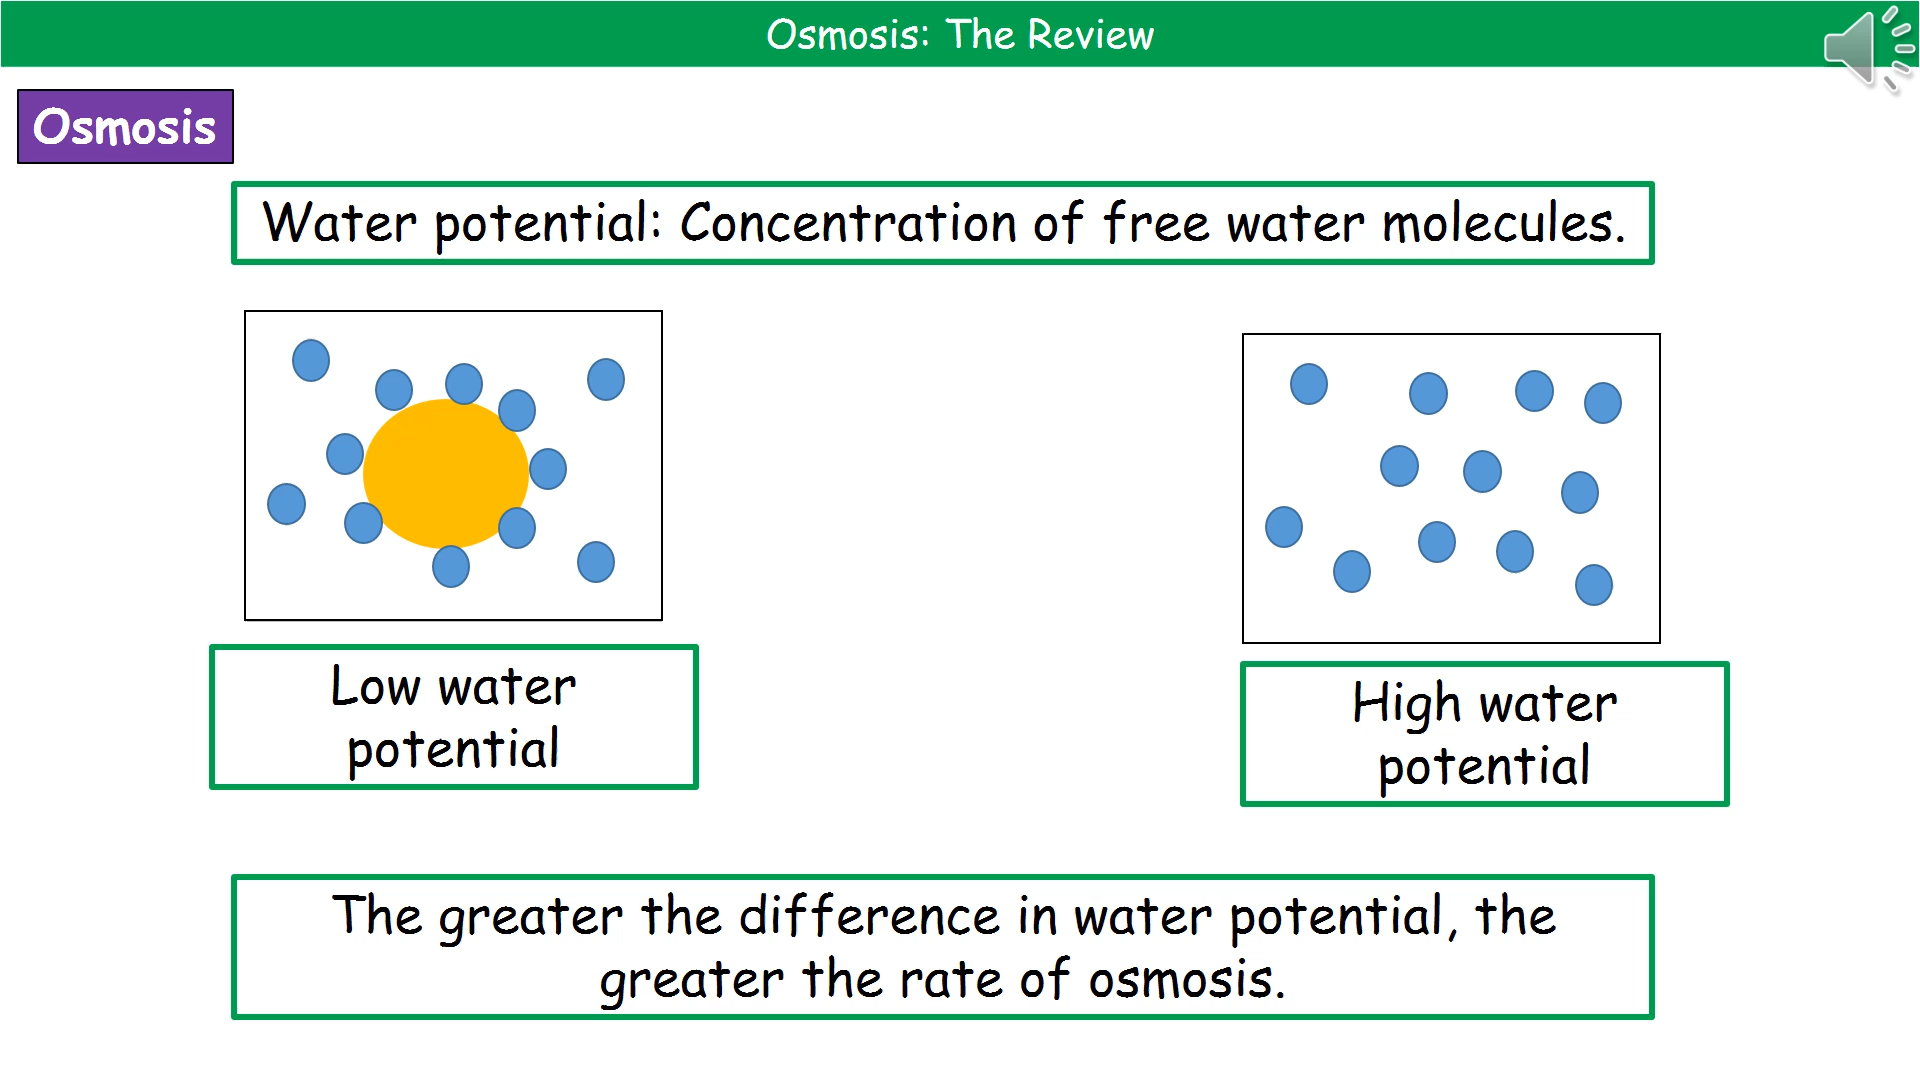 Osmosis: The Review
Osmosis
Water potential: Concentration of free water molecules.
Low water
potential
High water
potential
The greater the difference in water potential, the
greater the rate of osmosis.